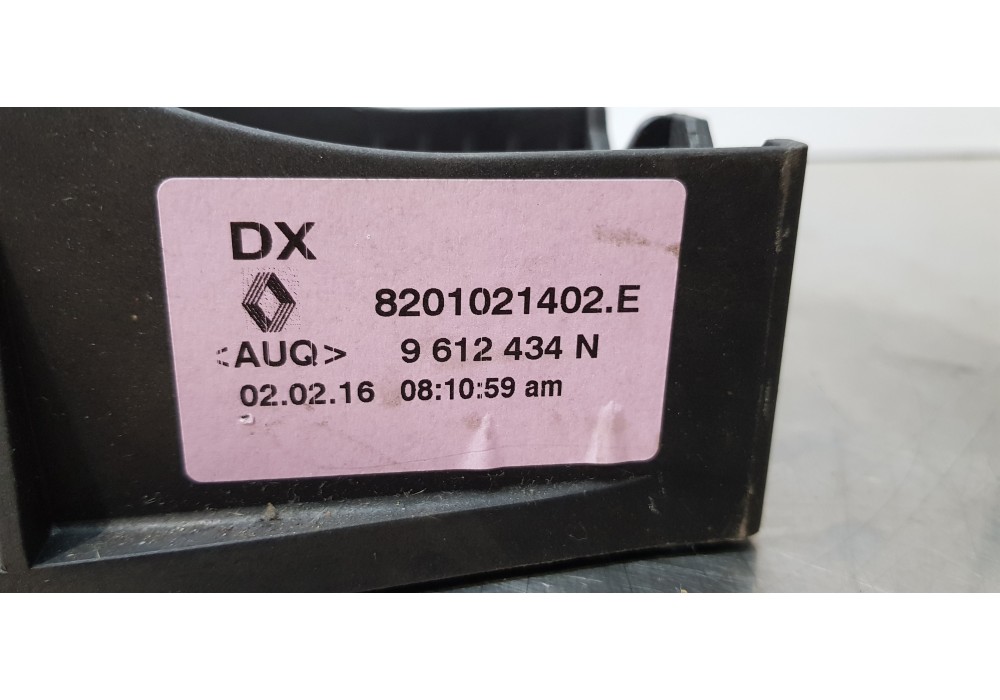 DX
8201021402.E
<AUQ> 9 612 434 N
02.02.16 08:10:59 am